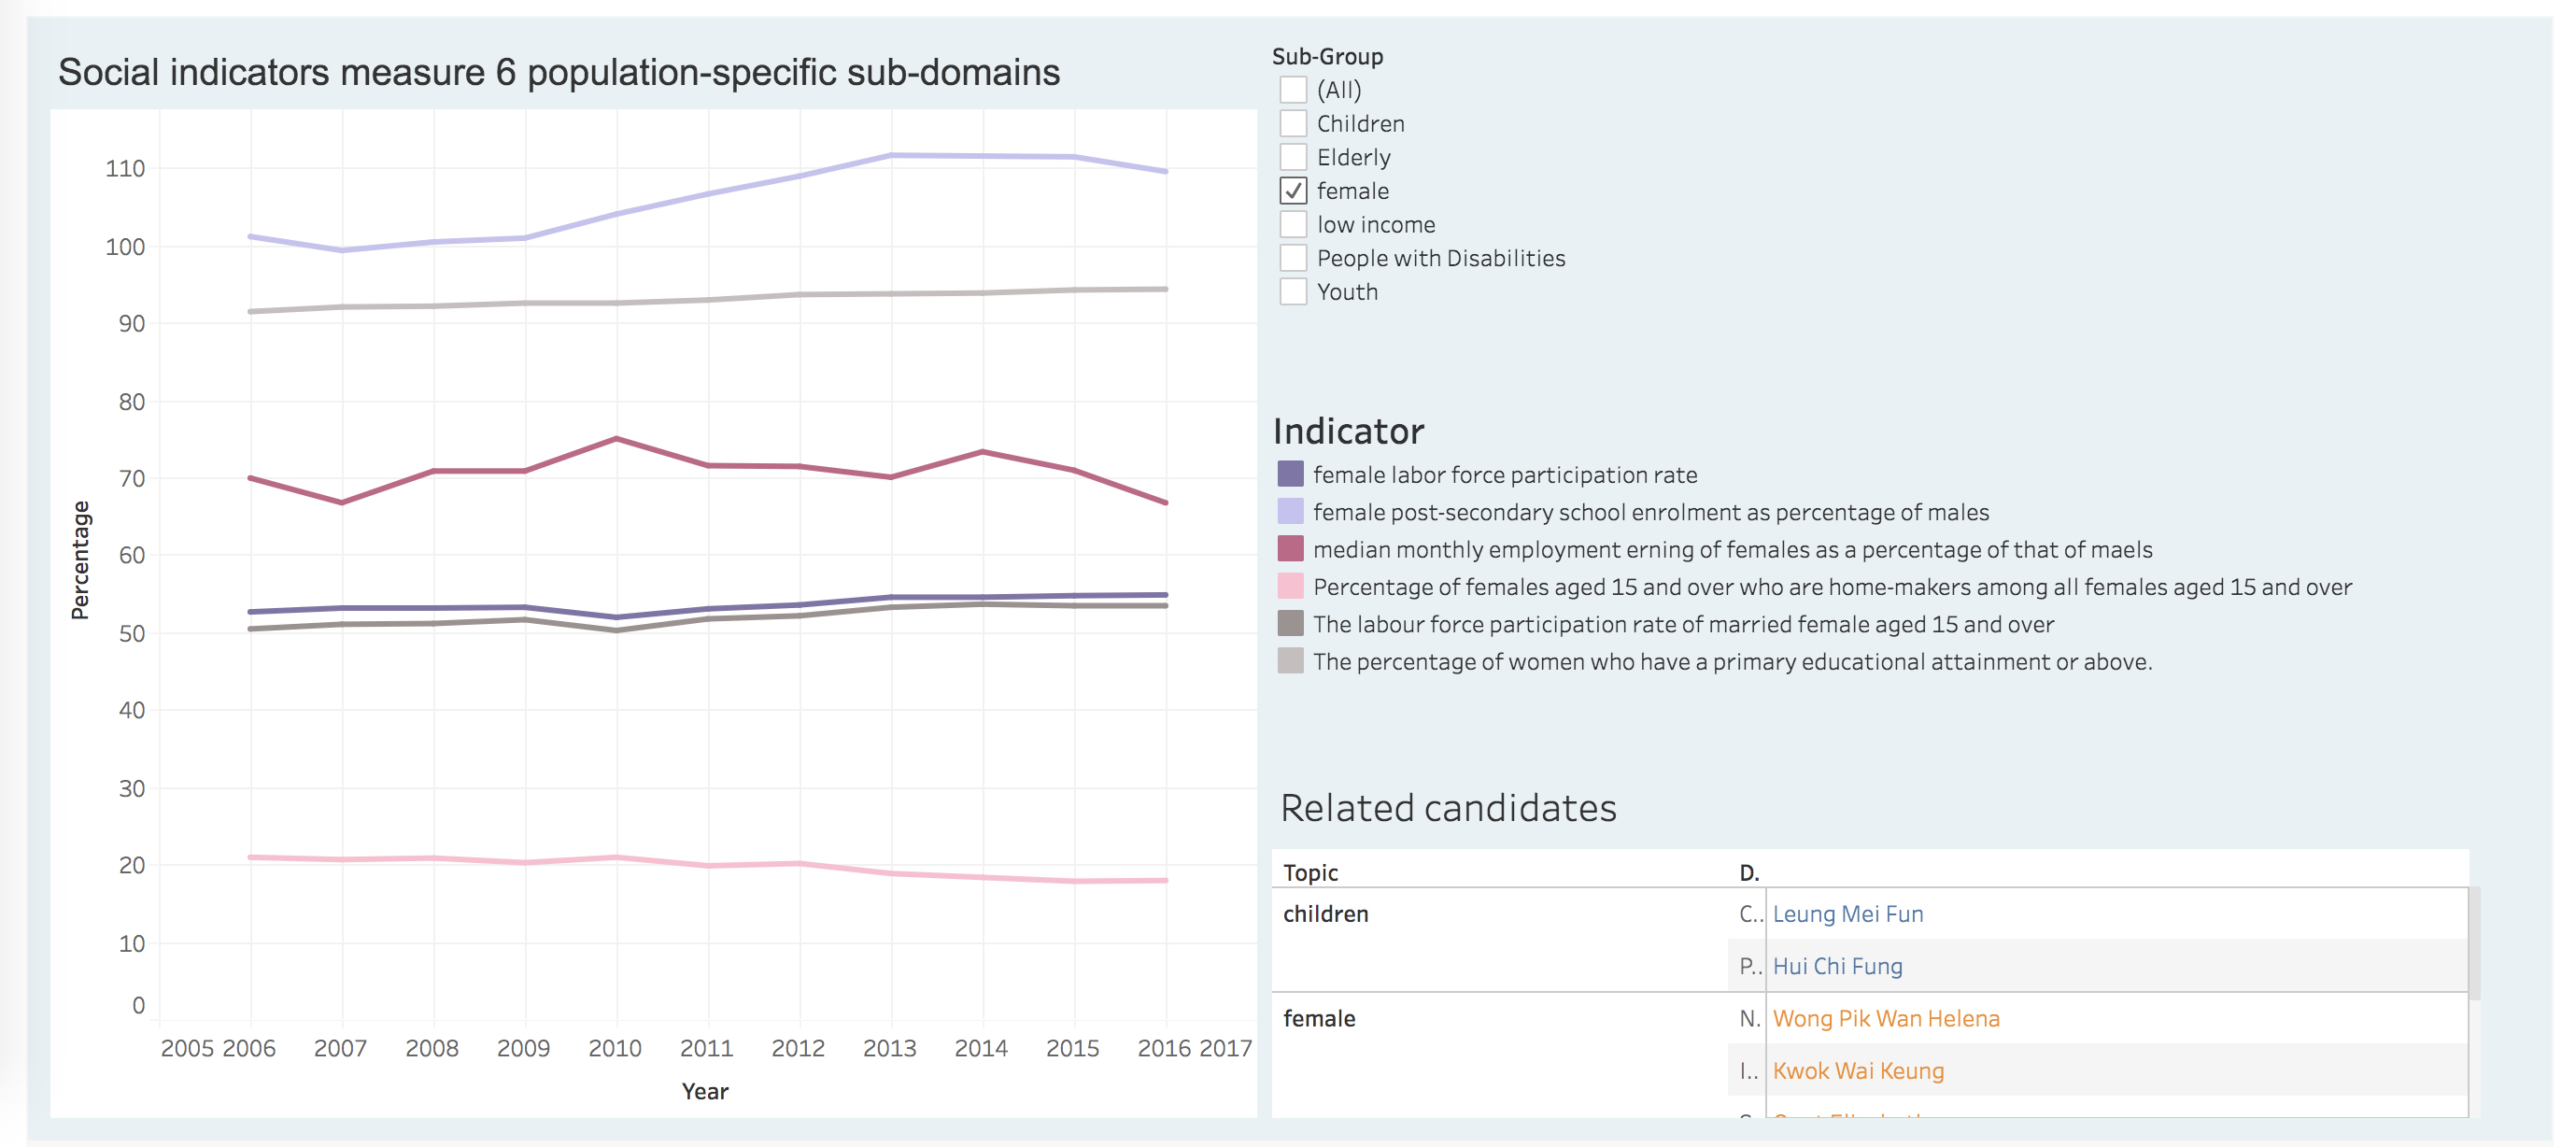 Social indicators measure 6 population-specific sub-domains
110
100
90
80
70
60
50
40
30
20
10
0
Percentage
2005 2006 2007 2008 2009 2010 2011 2012 2013 2014 2015 2016 2017
Year
Sub-Group
(All)
Children
Elderly
female
low income
People with Disabilities
Youth
Indicator
female labor force participation rate
female post-secondary school enrolment as percentage of males
median monthly employment erning of females as a percentage of that of maels
Percentage of females aged 15 and over who are home-makers among all females aged 15 and over
The labour force participation rate of married female aged 15 and over
The percentage of women who have a primary educational attainment or above.
Related candidates
Topic D.
children C.. Leung Mei Fun
P.. Hui Chi Fung
female N. Wong Pik Wan Helena
I.. Kwok Wai Keung